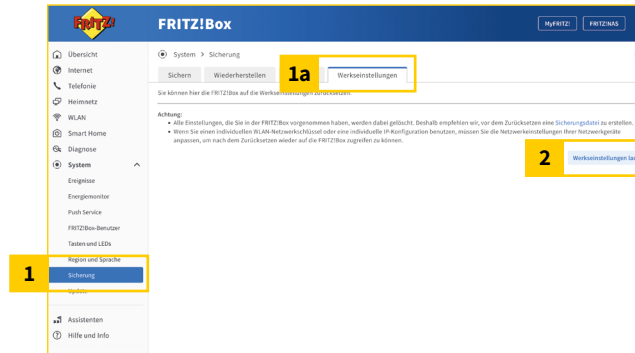 FRITZ!
FRITZ!Box
MyFRITZ!
FRITZ!NAS
Übersicht
Internet
Telefonie
Heimnetz
WLAN
Smart Home
Diagnose
System
Ereignisse
Energiemonitor
Push Service
FRITZ!Box-Benutzer
Tasten und LEDs
Region und Sprache
1
Sicherung
Update
Assistenten
Hilfe und Info
System > Sicherung
Sichern
Wiederherstellen
1a
Werkseinstellungen
Sie können hier die FRITZ!Box auf die Werkseinstellungen zurücksetzen.
Achtung:
• Alle Einstellungen, die Sie in der FRITZ!Box vorgenommen haben, werden dabei gelöscht. Deshalb empfehlen wir, vor dem Zurücksetzen eine Sicherungsdatei zu erstellen.
• Wenn Sie einen individuellen WLAN-Netzwerkschlüssel oder eine individuelle IP-Konfiguration benutzen, müssen Sie die Netzwerkeinstellungen Ihrer Netzwerkgeräte
anpassen, um nach dem Zurücksetzen wieder auf die FRITZ!Box zugreifen zu können.
2
Werkseinstellungen la